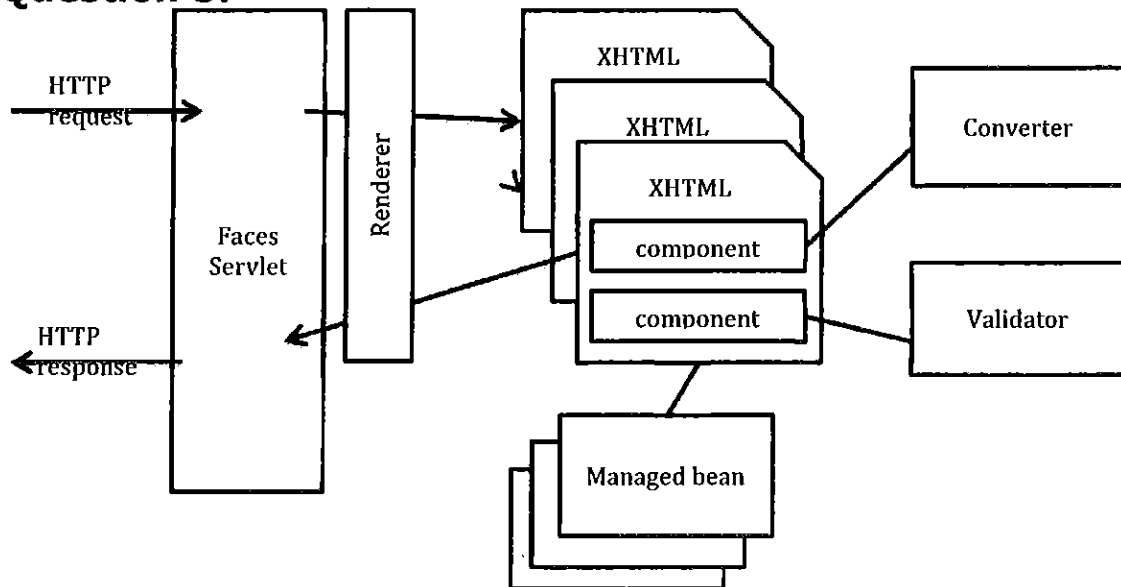 HTTP
request
Faces
Servlet
HTTP
response
Renderer
XHTML
XHTML
XHTML
component
component
Converter
Validator
Managed bean